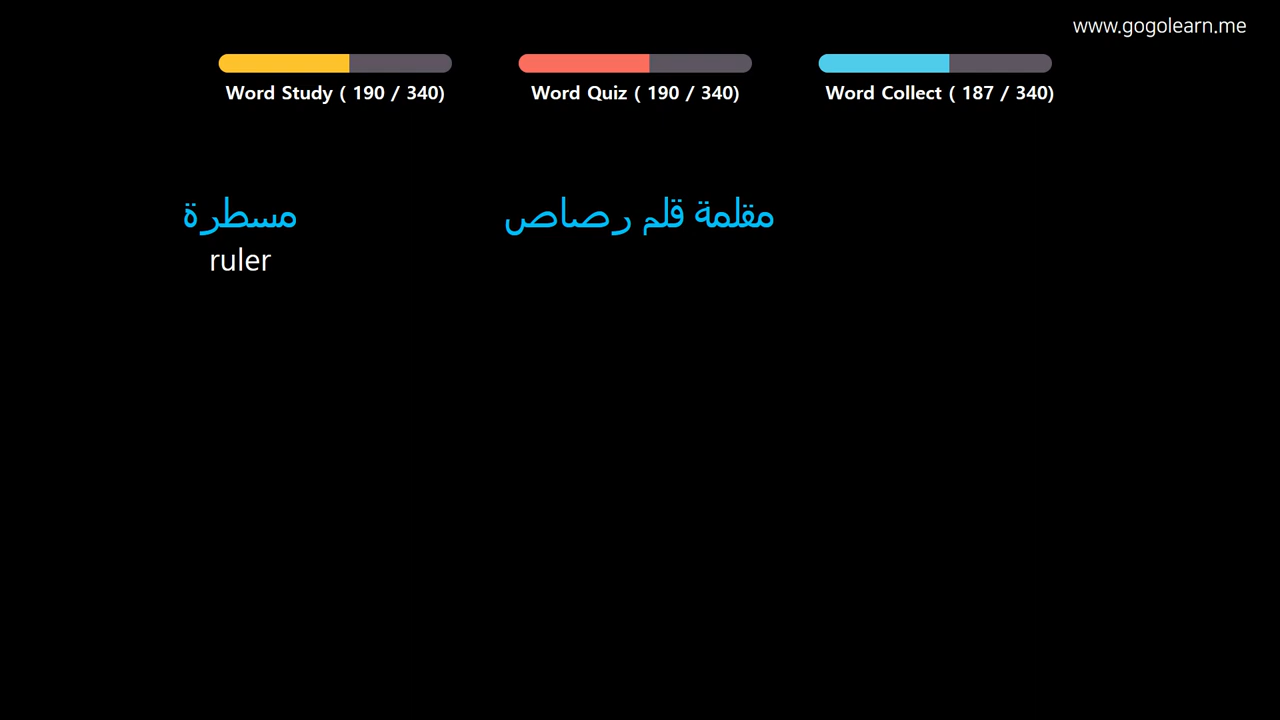 www.gogolearn.me
Word Study ( 190 / 340)
Word Quiz ( 190 / 340)
Word Collect ( 187 / 340)
مسطرة
ruler
مقلمة قلم رصاص